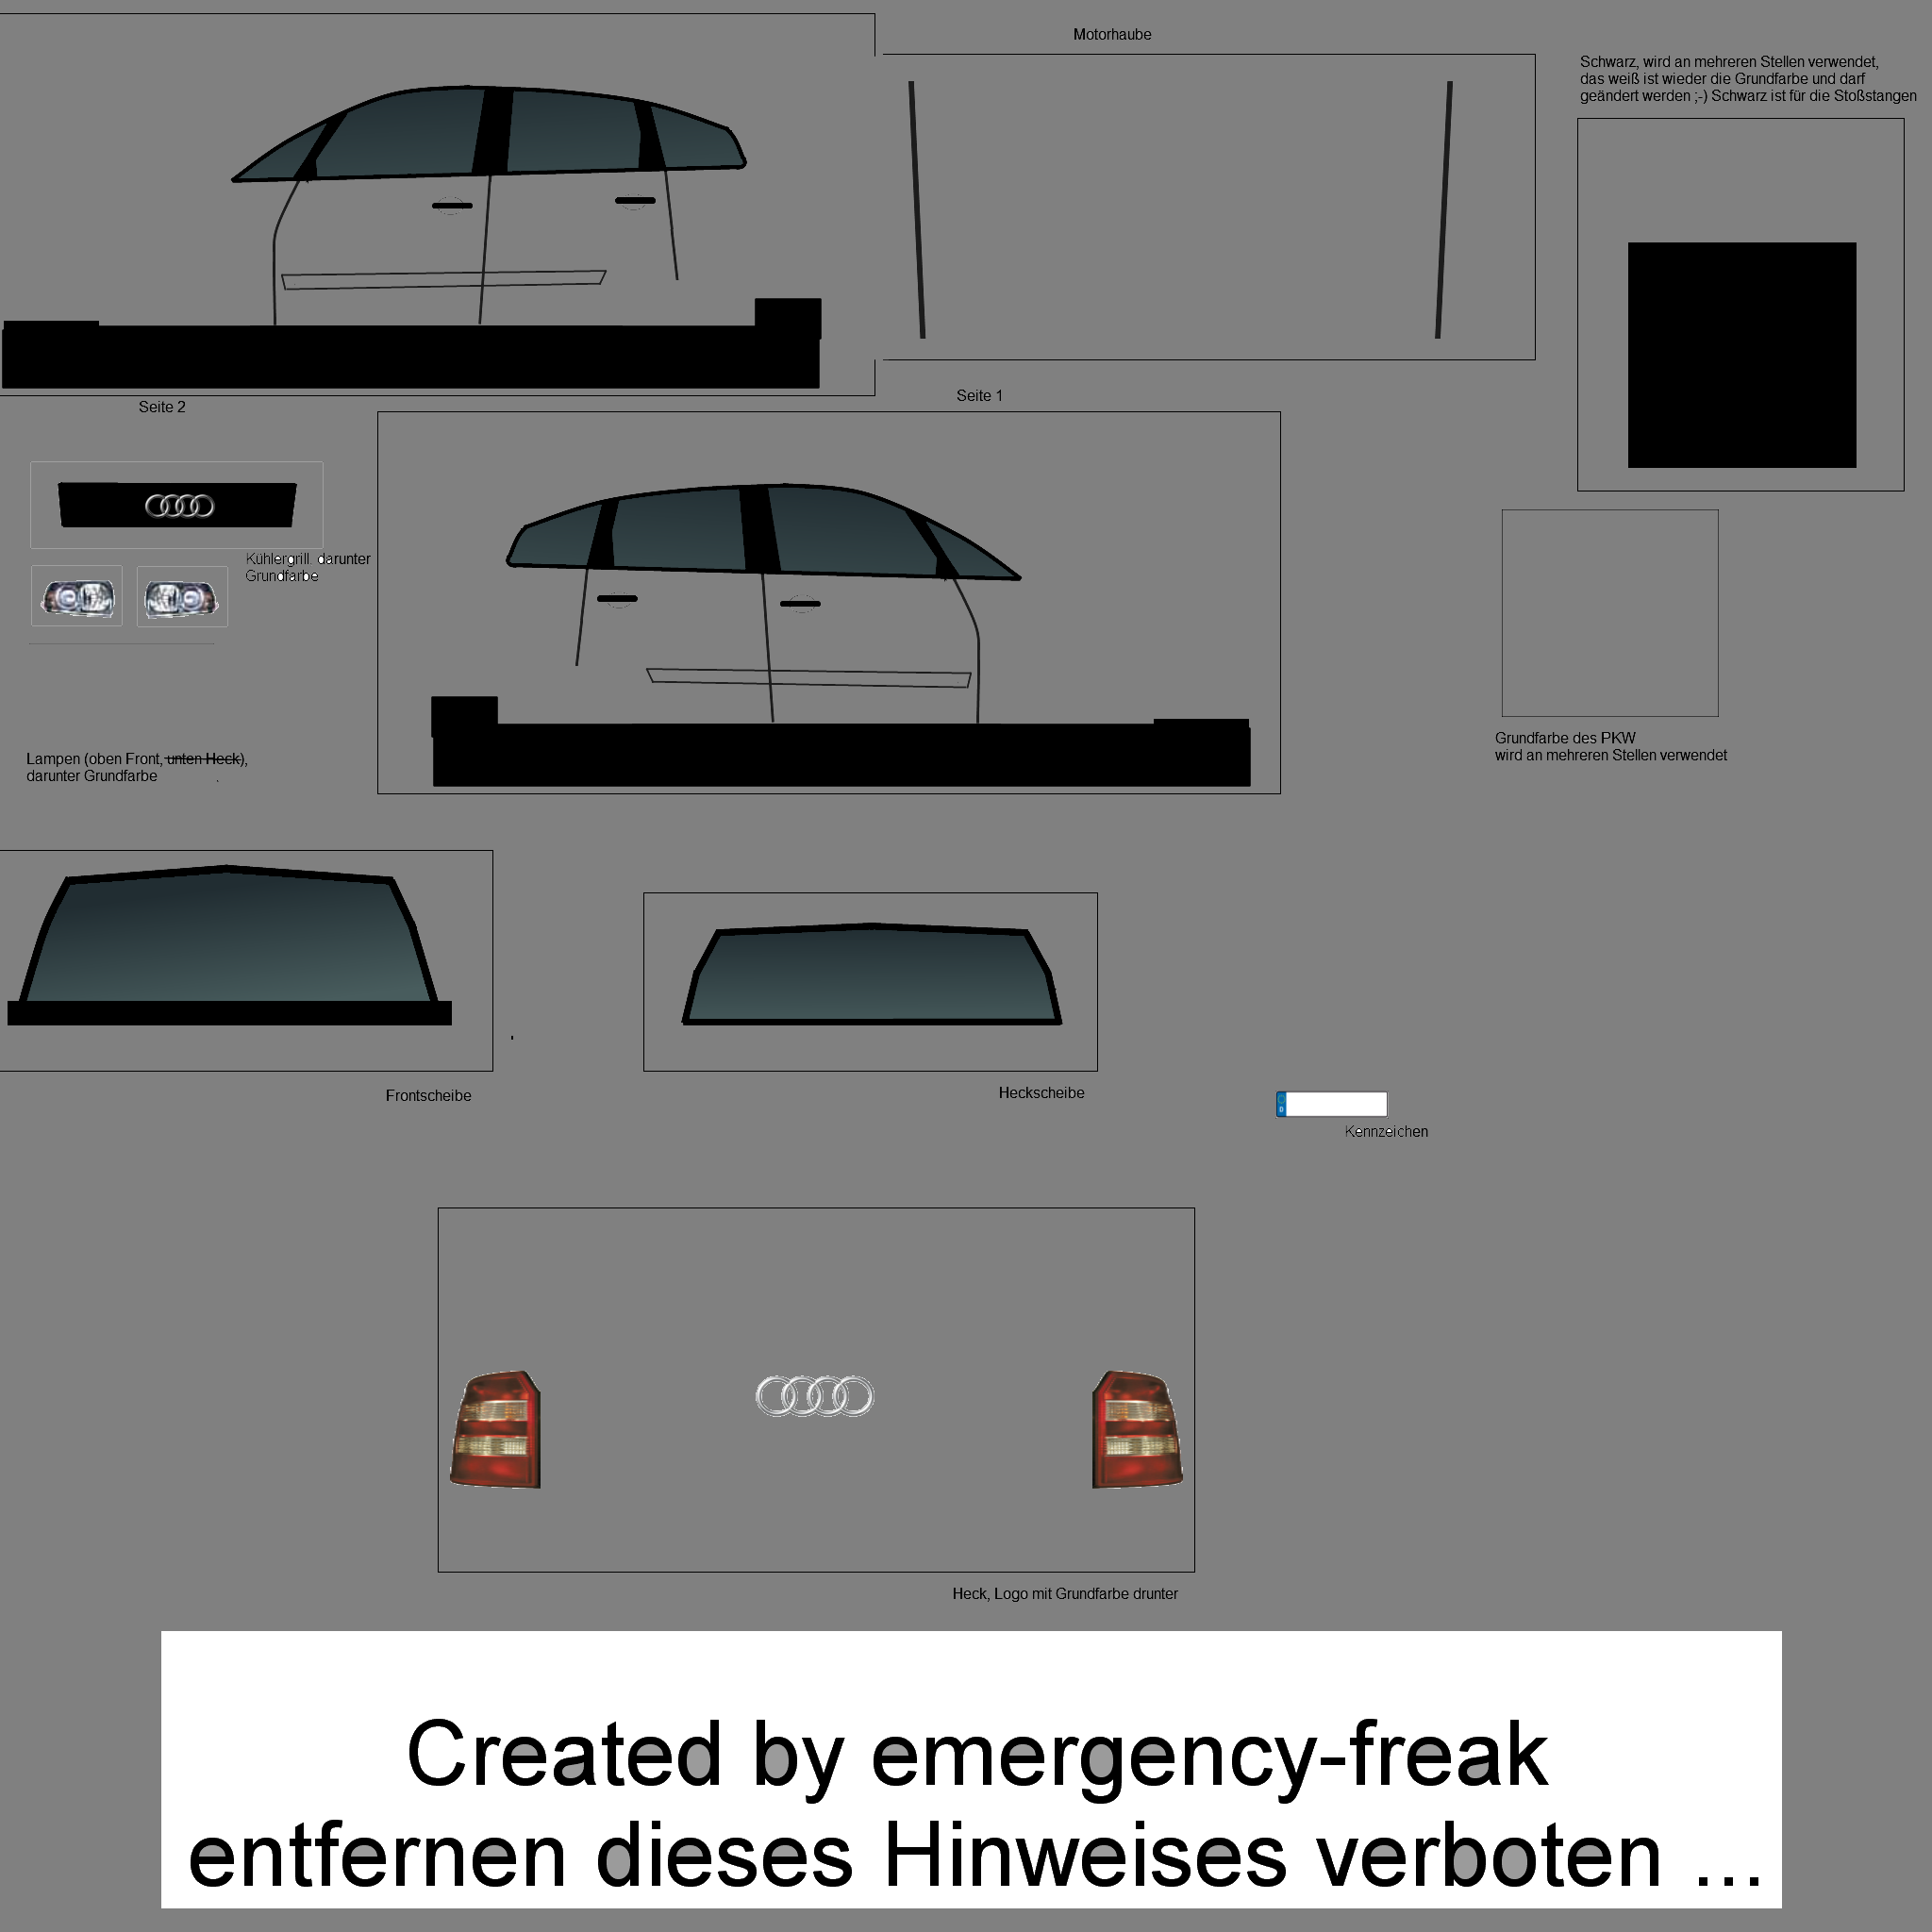 Motorhaube
Schwarz, wird an mehreren Stellen verwendet,
das weiß ist wieder die Grundfarbe und darf
geändert werden ;-) Schwarz ist für die Stoßstangen
Seite 2
Seite 1
Kühlergrill darunter
Grundfarbe
Lampen (oben Front, unten Heck),
darunter Grundfarbe
Grundfarbe des PKW
wird an mehreren Stellen verwendet
Frontscheibe
Heckscheibe
D
Kennzeichen
Heck, Logo mit Grundfarbe drunter
Created by emergency-freak
entfernen dieses Hinweises verboten ...